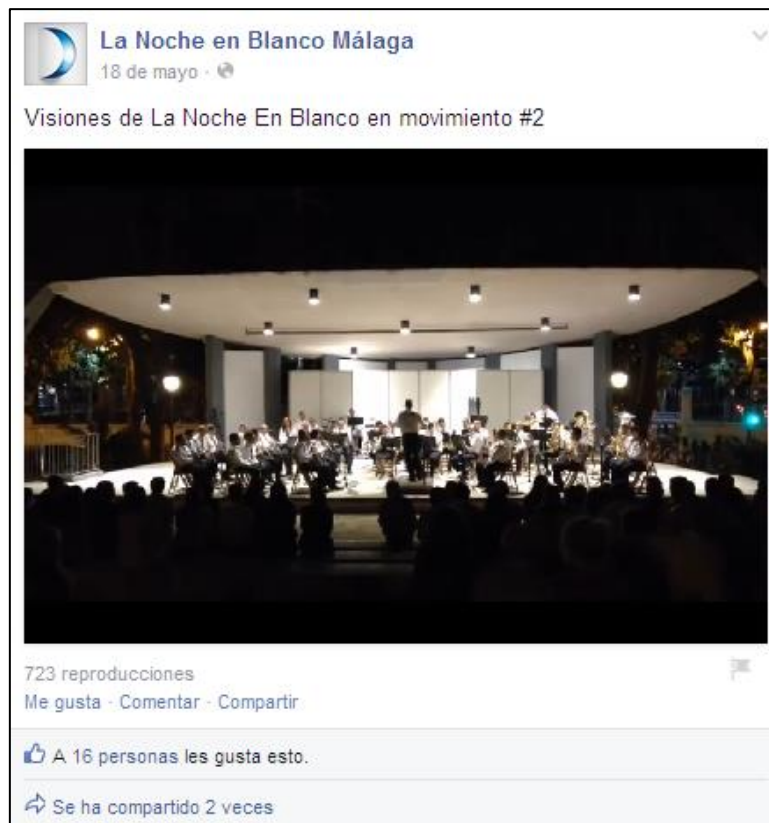 La Noche en Blanco Málaga
18 de mayo ·
Visiones de La Noche En Blanco en movimiento #2
723 reproducciones
Me gusta · Comentar · Compartir
A 16 personas les gusta esto.
Se ha compartido 2 veces